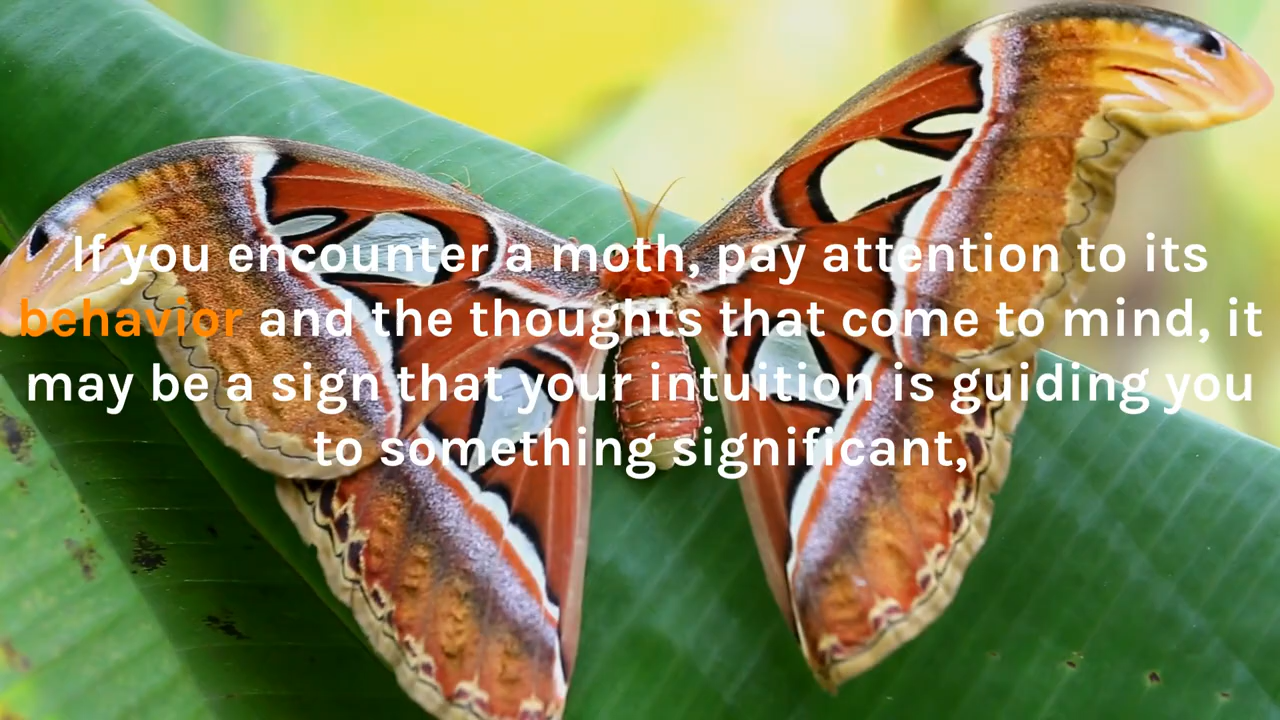 If you encounter a moth, pay attention to its
behavior and the thoughts that come to mind, it
may be a sign that your intuition is guiding you
to something significant,